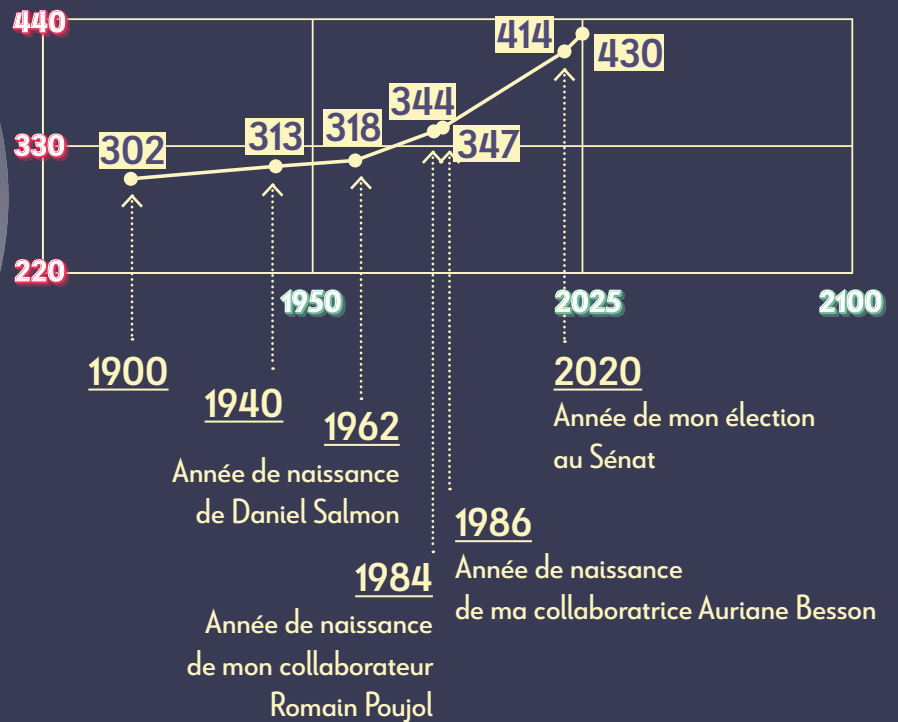 440
330
220
302
313
318
344
347
414
430
1950
2025
2100
1900
1940
1962
Année de naissance
de Daniel Salmon
1984
Année de naissance
de mon collaborateur
Romain Poujol
1986
Année de naissance
de ma collaboratrice Auriane Besson
2020
Année de mon élection
au Sénat